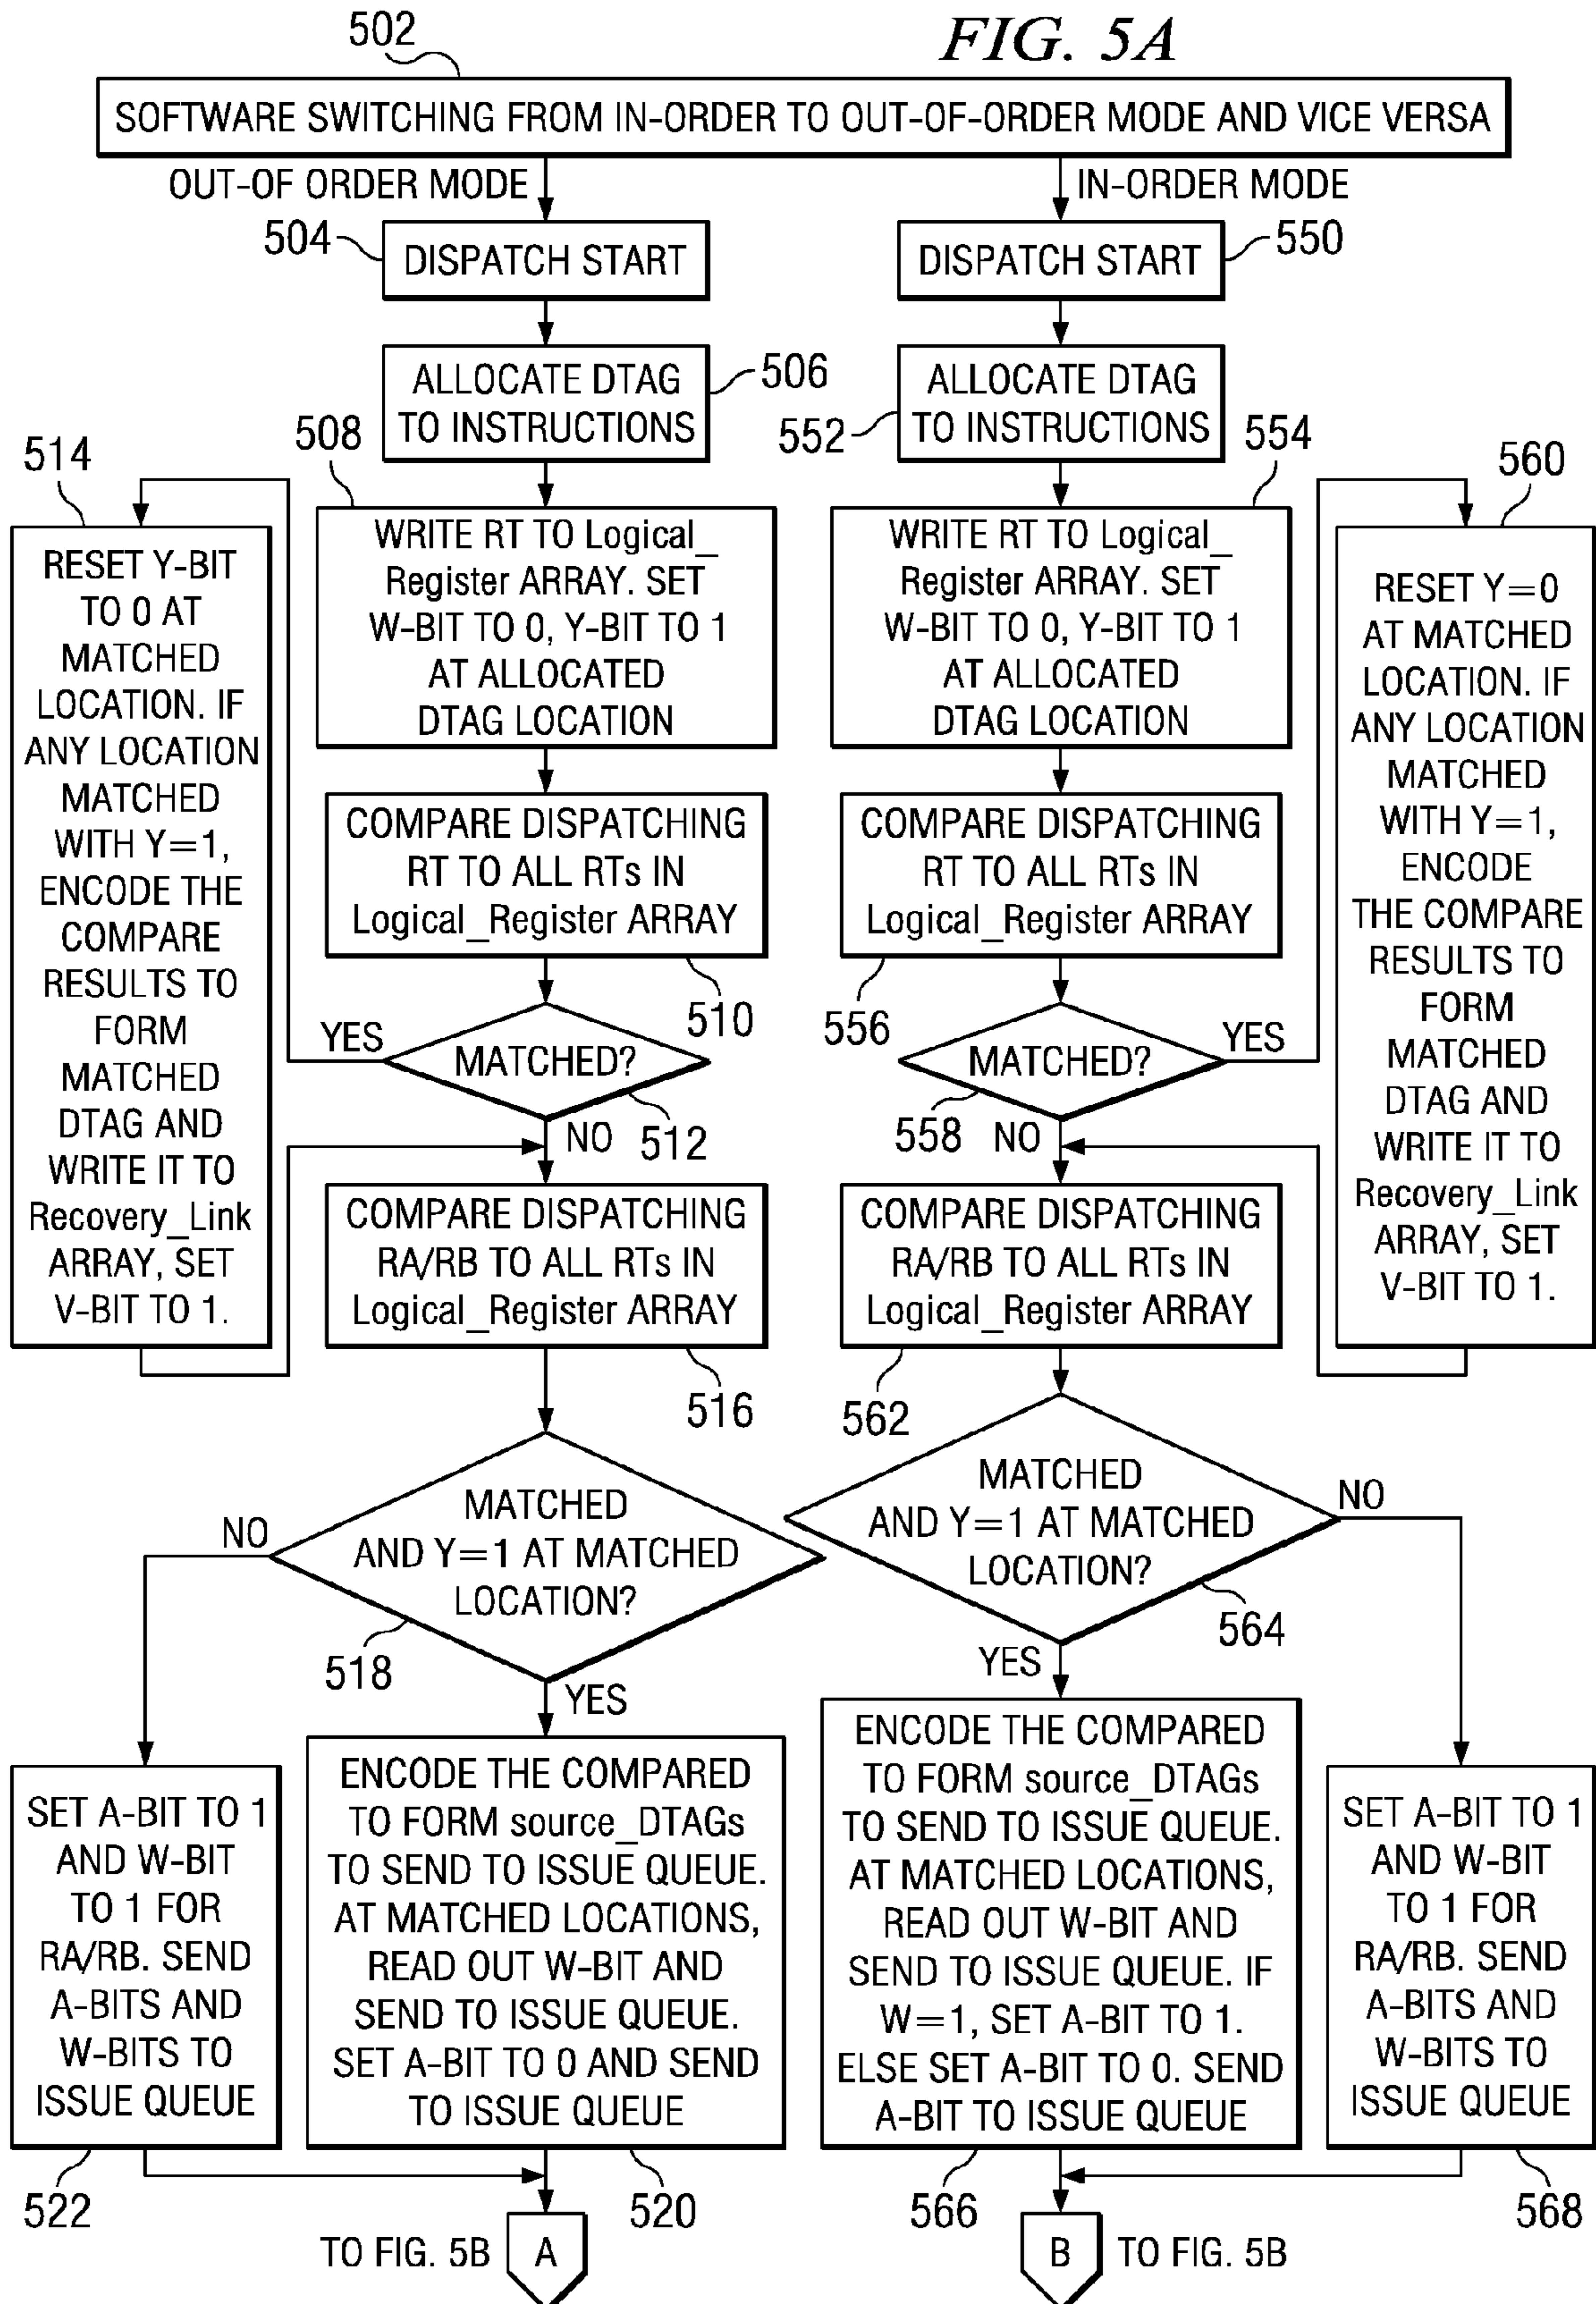 FIG. 5A
502
SOFTWARE SWITCHING FROM IN-ORDER TO OUT-OF-ORDER MODE AND VICE VERSA
OUT-OF ORDER MODE
IN-ORDER MODE
504
DISPATCH START
DISPATCH START
550
ALLOCATE DTAG
TO INSTRUCTIONS
506
552
ALLOCATE DTAG
TO INSTRUCTIONS
514
RESET Y-BIT
TO 0 AT
MATCHED
LOCATION. IF
ANY LOCATION
MATCHED
WITH Y=1,
ENCODE THE
COMPARE
RESULTS TO
FORM
MATCHED
DTAG AND
WRITE IT TO
Recovery_Link
ARRAY, SET
V-BIT TO 1.
508
WRITE RT TO Logical_
Register ARRAY. SET
W-BIT TO 0, Y-BIT TO 1
AT ALLOCATED
DTAG LOCATION
554
WRITE RT TO Logical_
Register ARRAY. SET
W-BIT TO 0, Y-BIT TO 1
AT ALLOCATED
DTAG LOCATION
560
RESET Y=0
AT MATCHED
LOCATION. IF
ANY LOCATION
MATCHED
WITH Y=1,
ENCODE
THE COMPARE
RESULTS TO
FORM
MATCHED
DTAG AND
WRITE IT TO
Recovery_Link
ARRAY, SET
V-BIT TO 1.
COMPARE DISPATCHING
RT TO ALL RTs IN
Logical_Register ARRAY
510
COMPARE DISPATCHING
RT TO ALL RTs IN
Logical_Register ARRAY
556
YES
MATCHED?
NO
512
MATCHED?
YES
558
NO
COMPARE DISPATCHING
RA/RB TO ALL RTs IN
Logical_Register ARRAY
516
COMPARE DISPATCHING
RA/RB TO ALL RTs IN
Logical_Register ARRAY
562
NO
MATCHED
AND Y=1 AT MATCHED
LOCATION?
518
YES
MATCHED
AND Y=1 AT MATCHED
LOCATION?
NO
564
YES
SET A-BIT TO 1
AND W-BIT
TO 1 FOR
RA/RB. SEND
A-BITS AND
W-BITS TO
ISSUE QUEUE
522
ENCODE THE COMPARED
TO FORM source_DTAGs
TO SEND TO ISSUE QUEUE.
AT MATCHED LOCATIONS,
READ OUT W-BIT AND
SEND TO ISSUE QUEUE.
SET A-BIT TO 0 AND SEND
TO ISSUE QUEUE
520
ENCODE THE COMPARED
TO FORM source_DTAGs
TO SEND TO ISSUE QUEUE.
AT MATCHED LOCATIONS,
READ OUT W-BIT AND
SEND TO ISSUE QUEUE. IF
W=1, SET A-BIT TO 1.
ELSE SET A-BIT TO 0. SEND
A-BIT TO ISSUE QUEUE
566
SET A-BIT TO 1
AND W-BIT
TO 1 FOR
RA/RB. SEND
A-BITS AND
W-BITS TO
ISSUE QUEUE
568
TO FIG. 5B
A
B
TO FIG. 5B